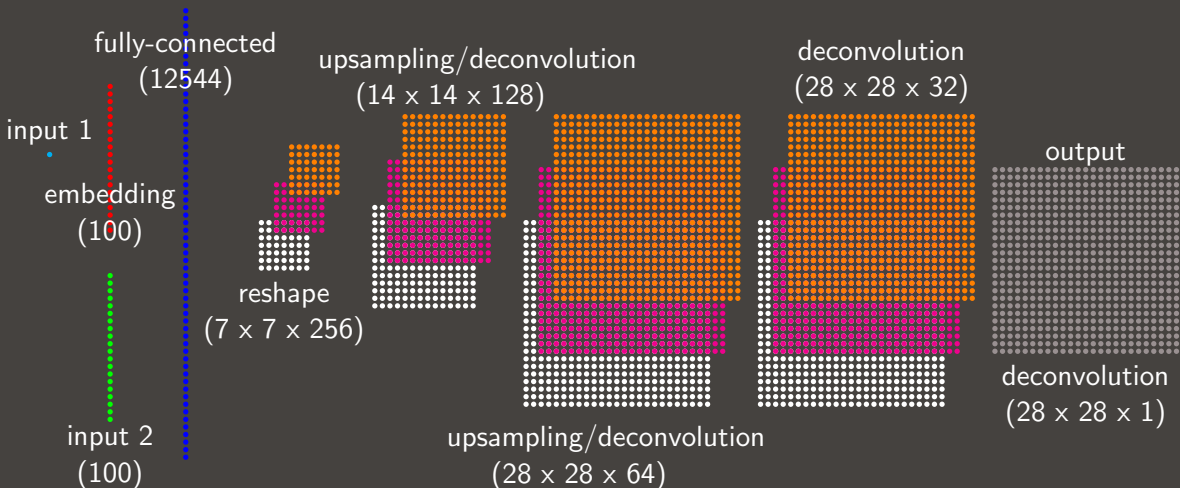 input 1
embedding
(100)
input 2
(100)
fully-connected
(12544)
reshape
(7 x 7 x 256)
upsampling/deconvolution
(14 x 14 x 128)
upsampling/deconvolution
(28 x 28 x 64)
deconvolution
(28 x 28 x 32)
output
deconvolution
(28 x 28 x 1)